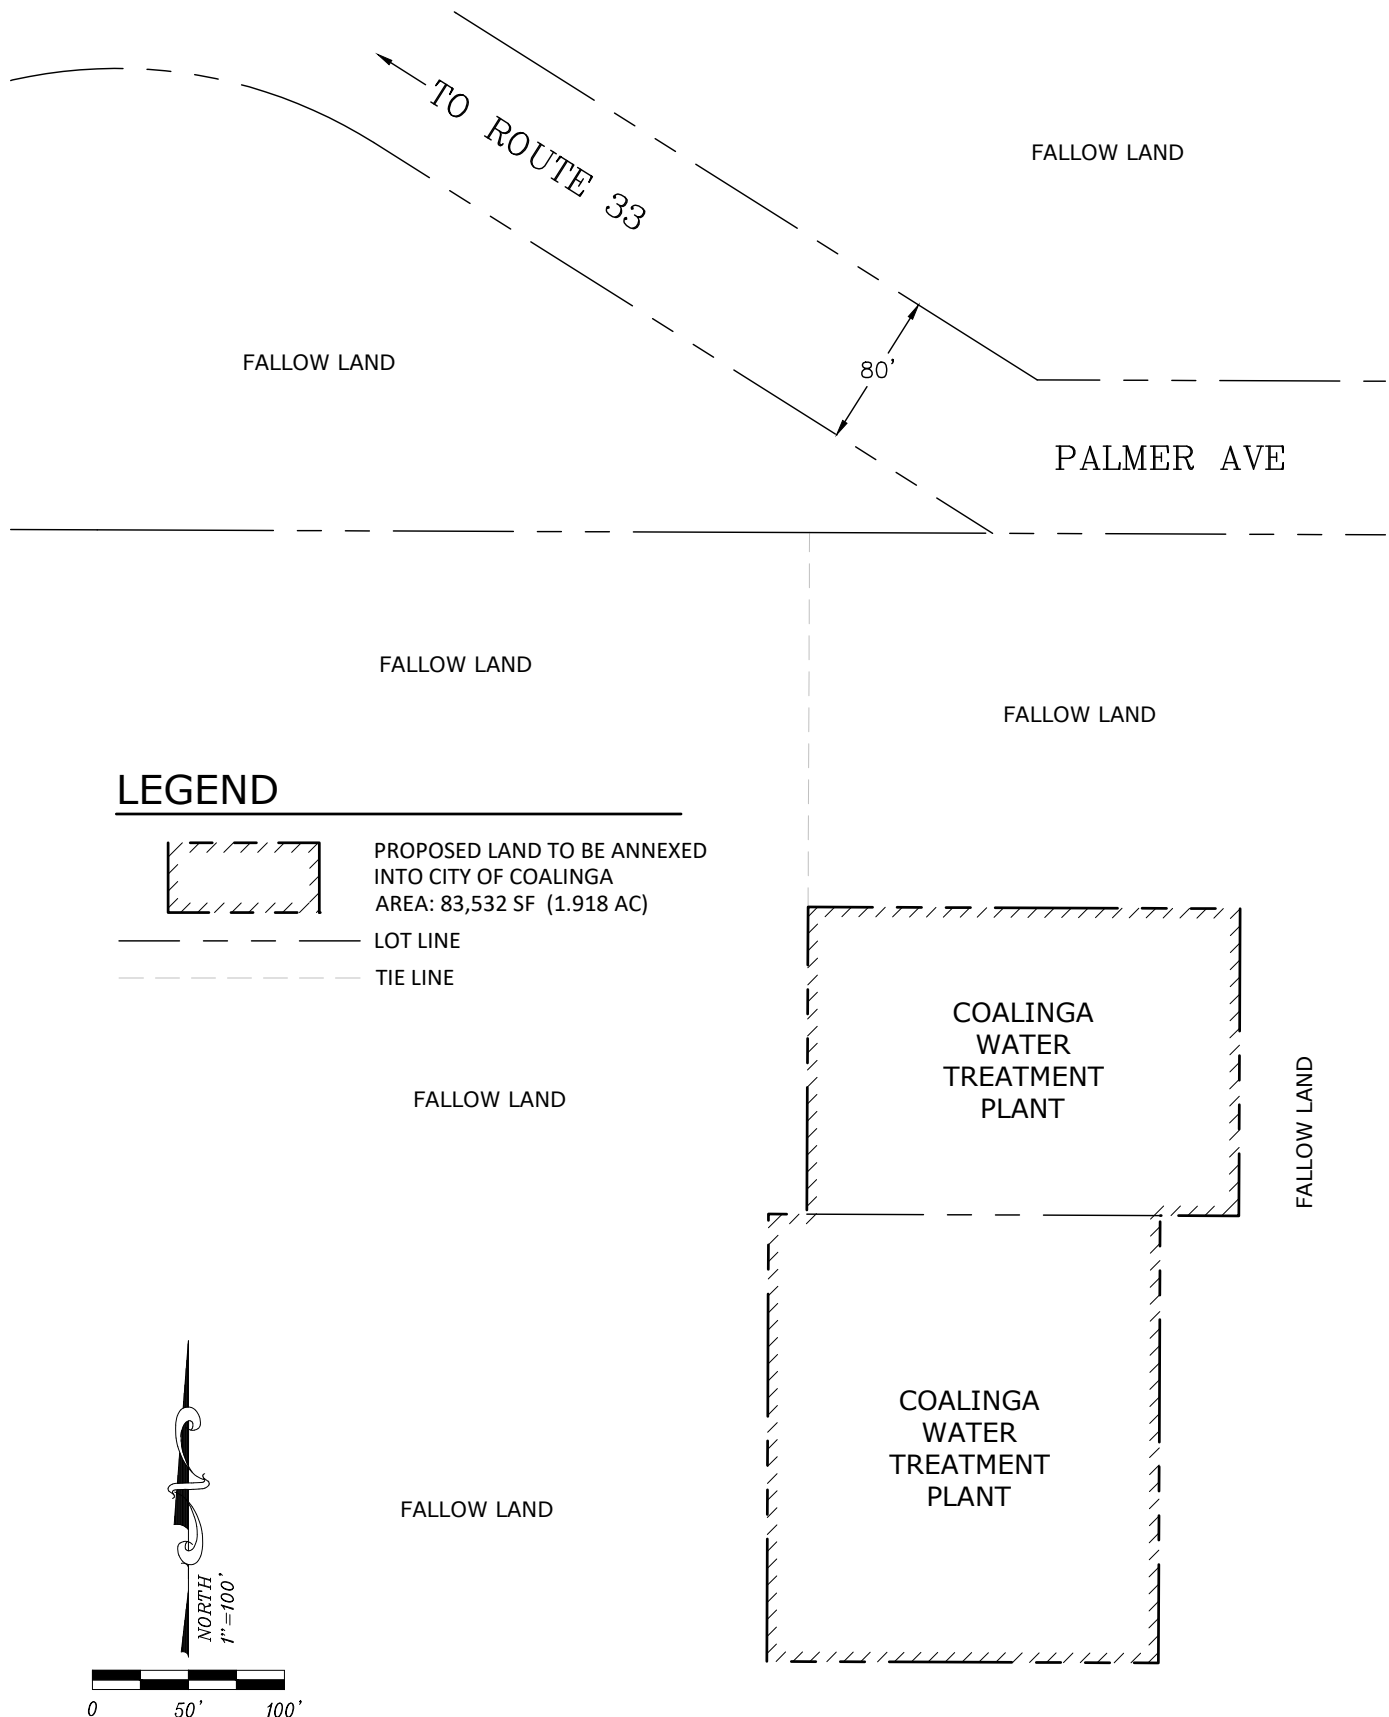 TO ROUTE 33
FALLOW LAND
FALLOW LAND
80'
PALMER AVE
FALLOW LAND
FALLOW LAND
LEGEND
PROPOSED LAND TO BE ANNEXED
INTO CITY OF COALINGA
AREA: 83,532 SF (1.918 AC)
LOT LINE
TIE LINE
COALINGA
WATER
TREATMENT
PLANT
FALLOW LAND
FALLOW LAND
COALINGA
WATER
TREATMENT
PLANT
FALLOW LAND
NORTH
1"=100'
0 50' 100'